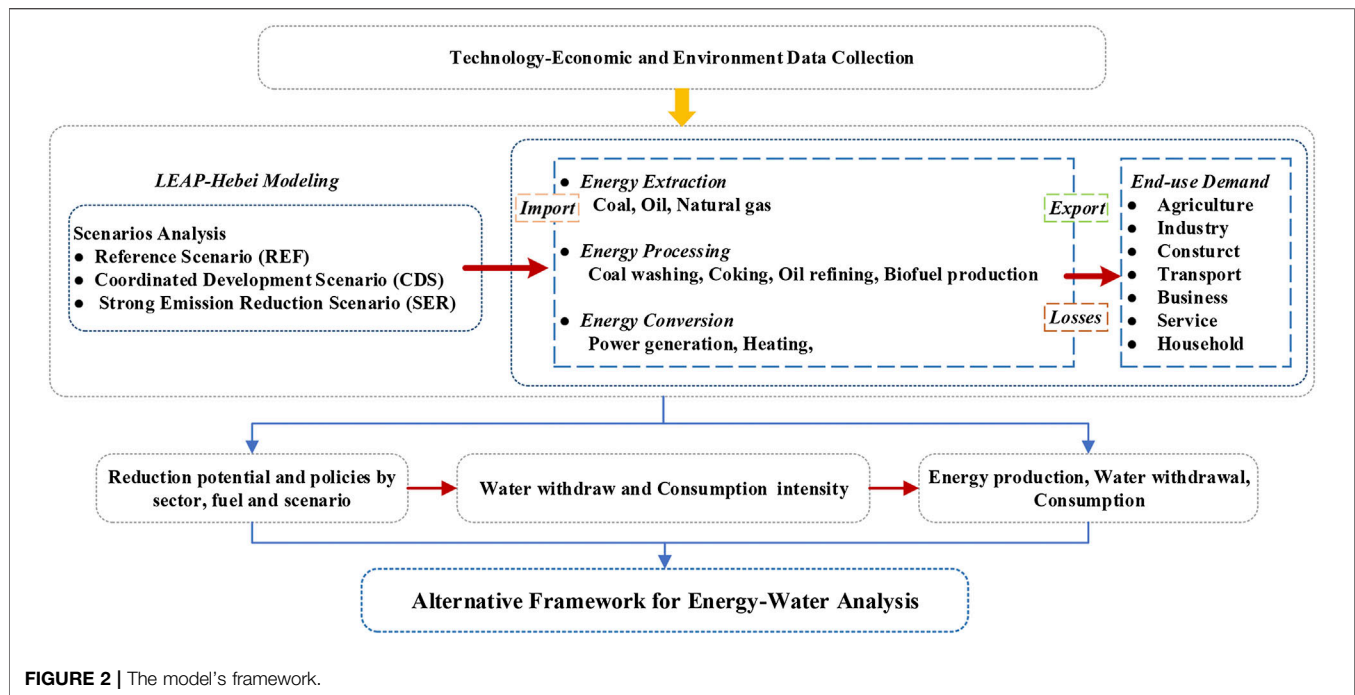 Technology-Economic and Environment Data Collection
LEAP-Hebei Modeling
Scenarios Analysis
● Reference Scenario (REF)
● Coordinated Development Scenario (CDS)
● Strong Emission Reduction Scenario (SER)
Import
● Energy Extraction
Coal, Oil, Natural gas
● Energy Processing
Coal washing, Coking, Oil refining, Biofuel production
● Energy Conversion
Power generation, Heating,
Export
Losses
End-use Demand
● Agriculture
● Industry
● Consturct
● Transport
● Business
● Service
● Household
Reduction potential and policies by
sector, fuel and scenario
Water withdraw and Consumption intensity
Energy production, Water withdrawal,
Consumption
Alternative Framework for Energy-Water Analysis
FIGURE 2 | The model's framework.